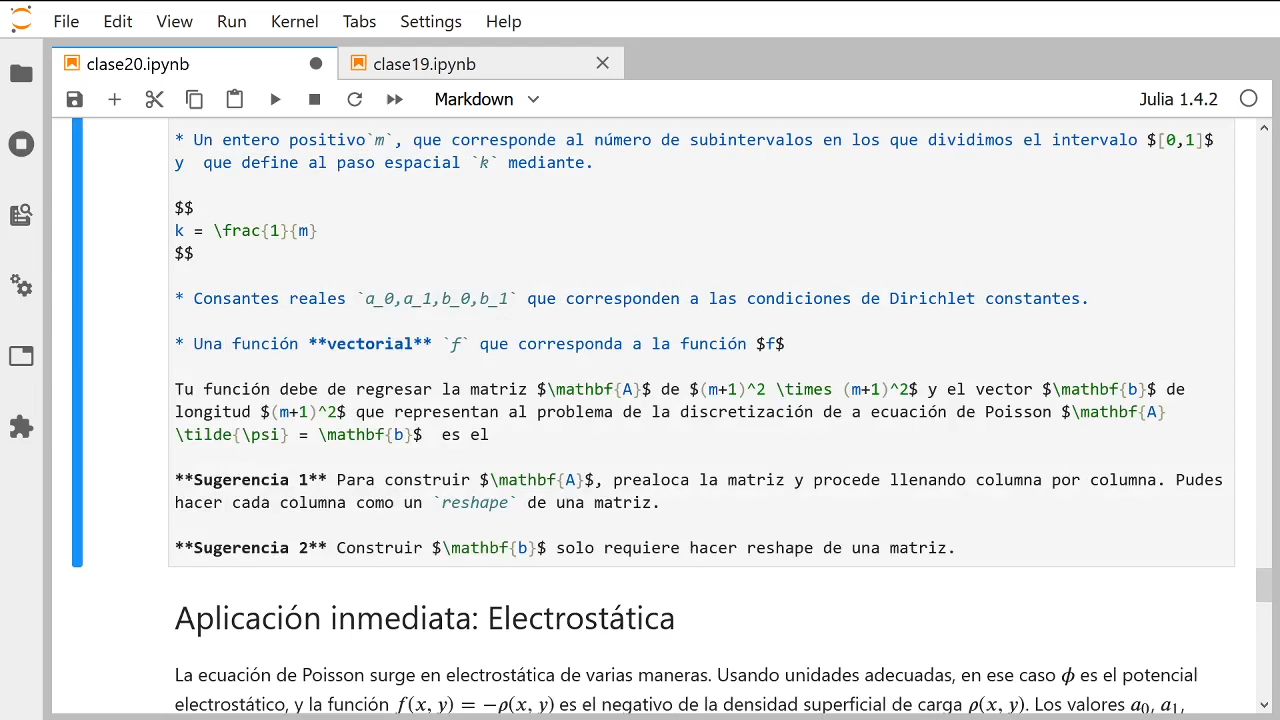 File Edit View Run Kernel Tabs Settings Help
clase20.ipynb
clase19.ipynb
Markdown
Julia 1.4.2
* Un entero positivo`m`, que corresponde al número de subintervalos en los que dividimos el intervalo $[0,1]$
y  que define al paso espacial `k` mediante.
$$
k = \frac{1}{m}
$$
* Consantes reales `a_0,a_1,b_0,b_1` que corresponden a las condiciones de Dirichlet constantes.
* Una función **vectorial** `f` que corresponda a la función $f$
Tu función debe de regresar la matriz $\mathbf{A}$ de $(m+1)^2 \times (m+1)^2$ y el vector $\mathbf{b}$ de
longitud $(m+1)^2$ que representan al problema de la discretización de a ecuación de Poisson $\mathbf{A}
\tilde{\psi} = \mathbf{b}$  es el
**Sugerencia 1** Para construir $\mathbf{A}$, prealoca la matriz y procede llenando columna por columna. Pudes
hacer cada columna como un `reshape` de una matriz.
**Sugerencia 2** Construir $\mathbf{b}$ solo requiere hacer reshape de una matriz.
Aplicación inmediata: Electrostática
La ecuación de Poisson surge en electrostática de varias maneras. Usando unidades adecuadas, en ese caso ϕ es el potencial
electrostático, y la función f(x, y) = −ρ(x, y) es el negativo de la densidad superficial de carga ρ(x, y). Los valores a₀, a₁,